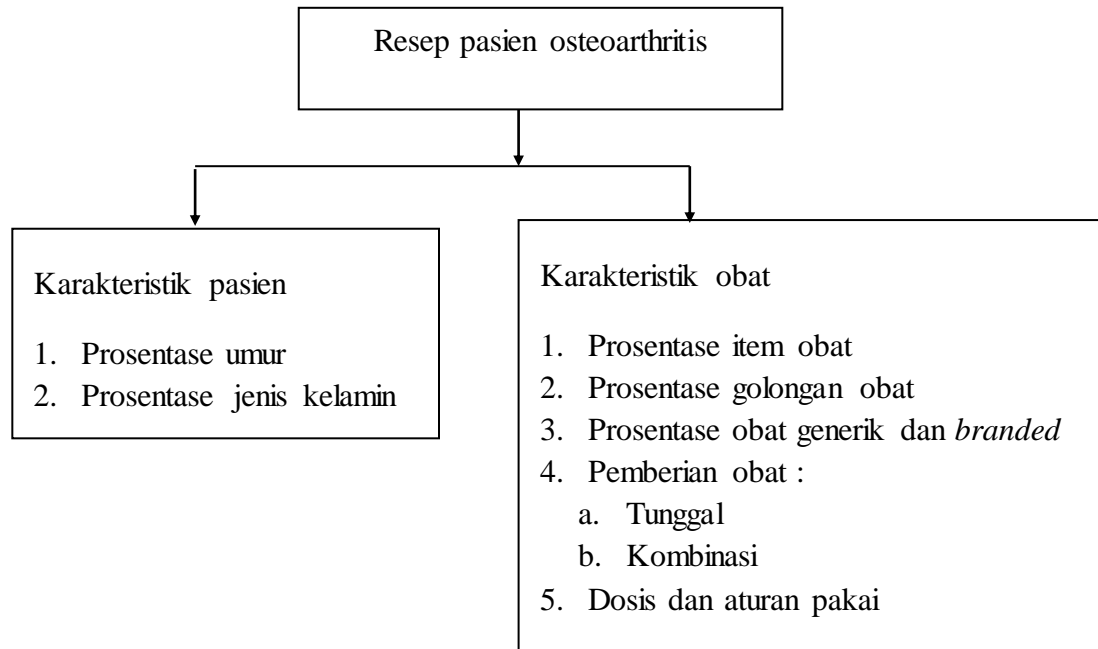 Resep pasien osteoarthritis
Karakteristik pasien
1. Prosentase umur
2. Prosentase jenis kelamin
Karakteristik obat
1. Prosentase item obat
2. Prosentase golongan obat
3. Prosentase obat generik dan branded
4. Pemberian obat :
a. Tunggal
b. Kombinasi
5. Dosis dan aturan pakai